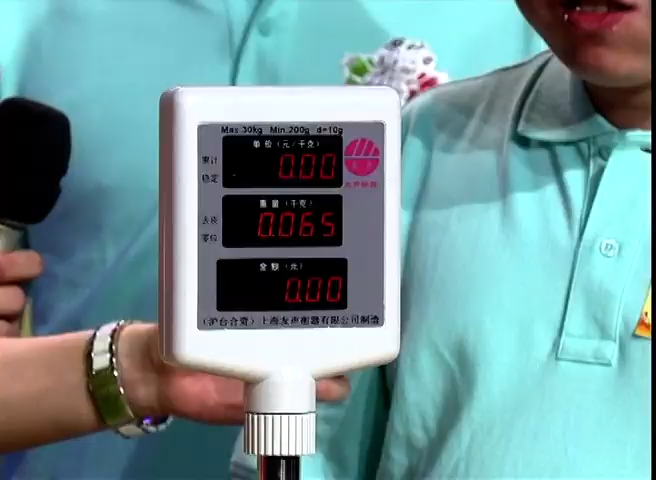 Max.30kg Min.200g d=10g
单价（元/千克）
累计
稳定
0.00
重量（千克）
去皮
零位
0.065
金额（元）
0.00
（沪台合资）上海友声衡器有限公司制造